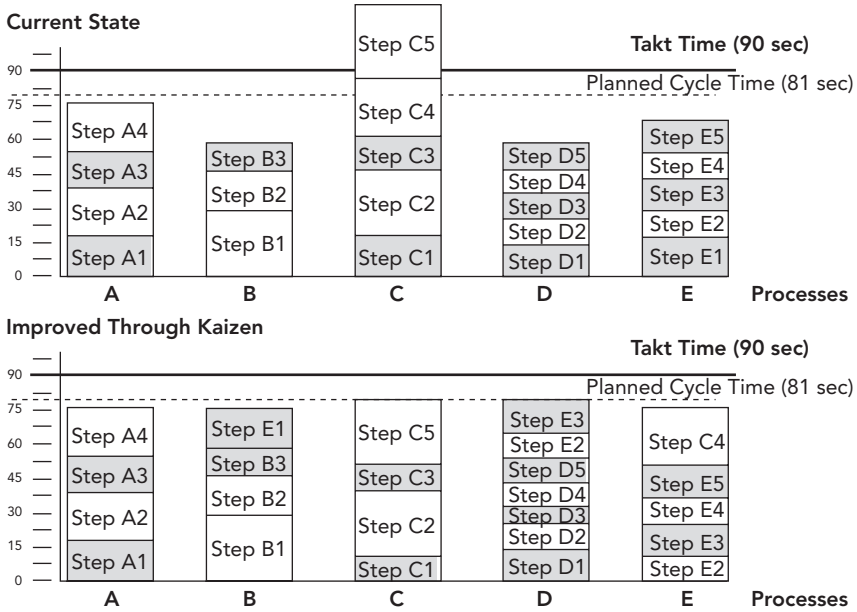 Current State
Takt Time (90 sec)
Planned Cycle Time (81 sec)
90
75
60
45
30
15
0
Step A4
Step A3
Step A2
Step A1
Step B3
Step B2
Step B1
Step C5
Step C4
Step C3
Step C2
Step C1
Step D5
Step D4
Step D3
Step D2
Step D1
Step E5
Step E4
Step E3
Step E2
Step E1
A B C D E Processes
Improved Through Kaizen
Takt Time (90 sec)
Planned Cycle Time (81 sec)
90
75
60
45
30
15
0
Step A4
Step A3
Step A2
Step A1
Step E1
Step B3
Step B2
Step B1
Step C5
Step C3
Step C2
Step C1
Step E3
Step E2
Step D5
Step D4
Step D3
Step D2
Step D1
Step C4
Step E5
Step E4
Step E3
Step E2
A B C D E Processes